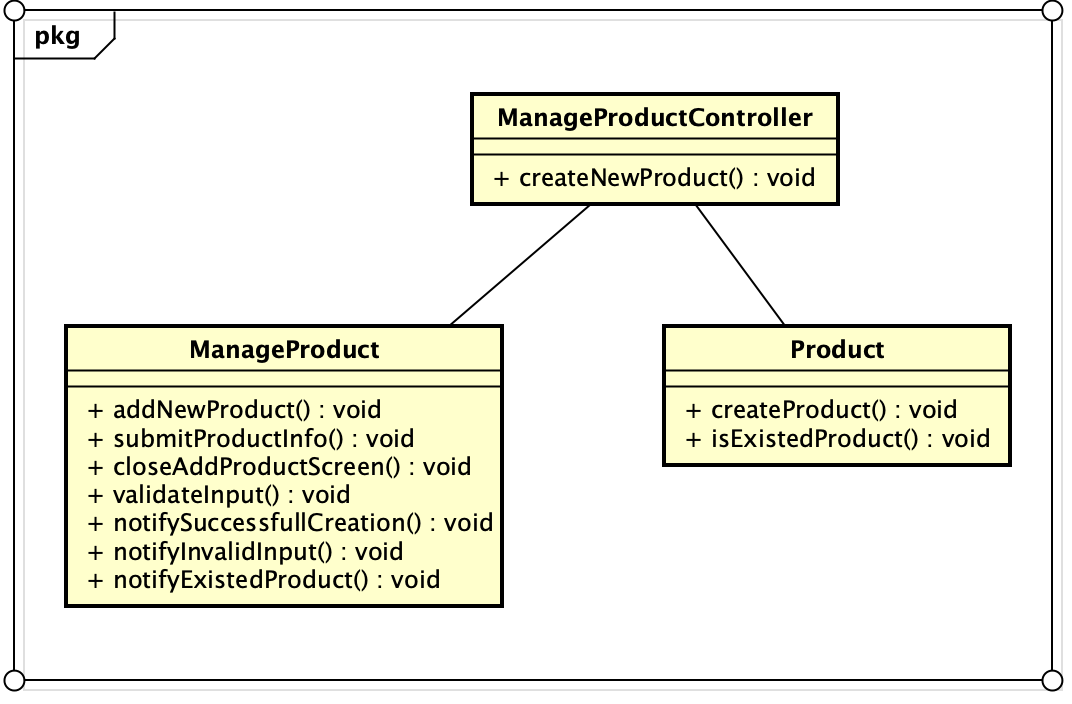 pkg
ManageProductController
+ createNewProduct() : void
ManageProduct
+ addNewProduct() : void
+ submitProductInfo() : void
+ closeAddProductScreen() : void
+ validateInput() : void
+ notifySuccessfullCreation() : void
+ notifyInvalidInput() : void
+ notifyExistedProduct() : void
Product
+ createProduct() : void
+ isExistedProduct() : void